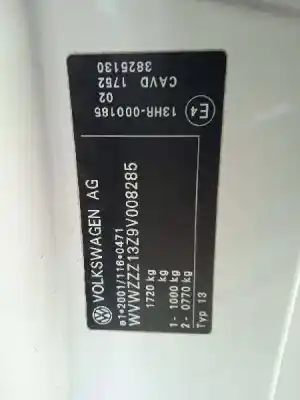 VOLKSWAGEN AG
e1*2001/116*0471
WVWZZZ13Z9V008285
1720 kg
kg
1- 1000 kg
2- 0770 kg
Typ 13
E4
13HR-000185
02
CAVD 1752
3825130